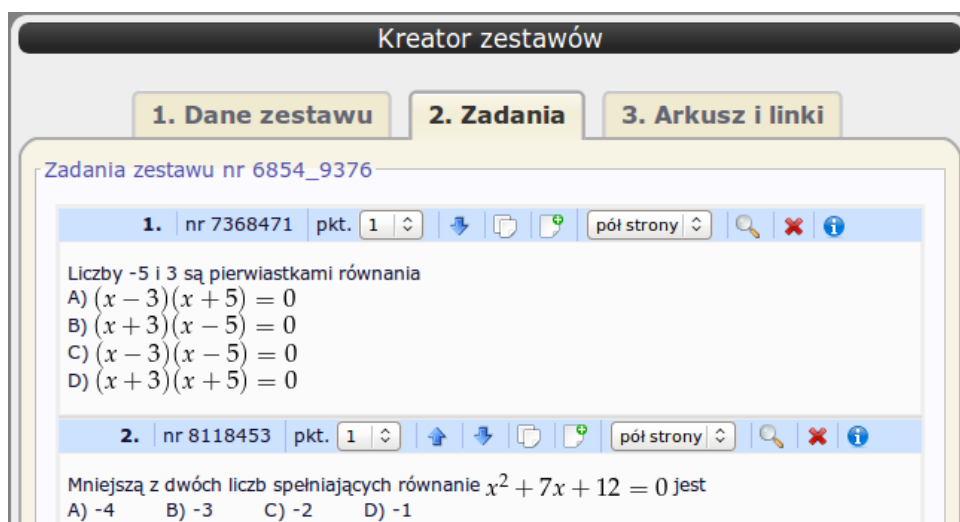 Kreator zestawów
1. Dane zestawu 2. Zadania 3. Arkusz i linki
Zadania zestawu nr 6854_9376
1. nr 7368471 pkt. 1 pół strony
Liczby -5 i 3 są pierwiastkami równania
A) (x − 3)(x + 5) = 0
B) (x + 3)(x − 5) = 0
C) (x − 3)(x − 5) = 0
D) (x + 3)(x + 5) = 0
2. nr 8118453 pkt. 1 pół strony
Mniejszą z dwóch liczb spełniających równanie x² + 7x + 12 = 0 jest
A) -4 B) -3 C) -2 D) -1